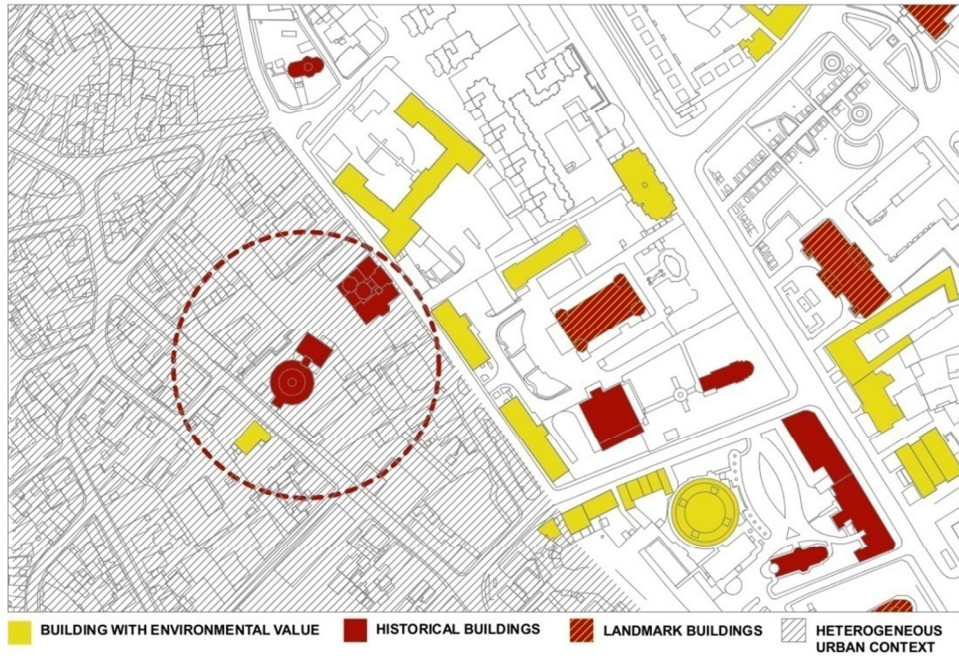 BUILDING WITH ENVIRONMENTAL VALUE
HISTORICAL BUILDINGS
LANDMARK BUILDINGS
HETEROGENEOUS
URBAN CONTEXT